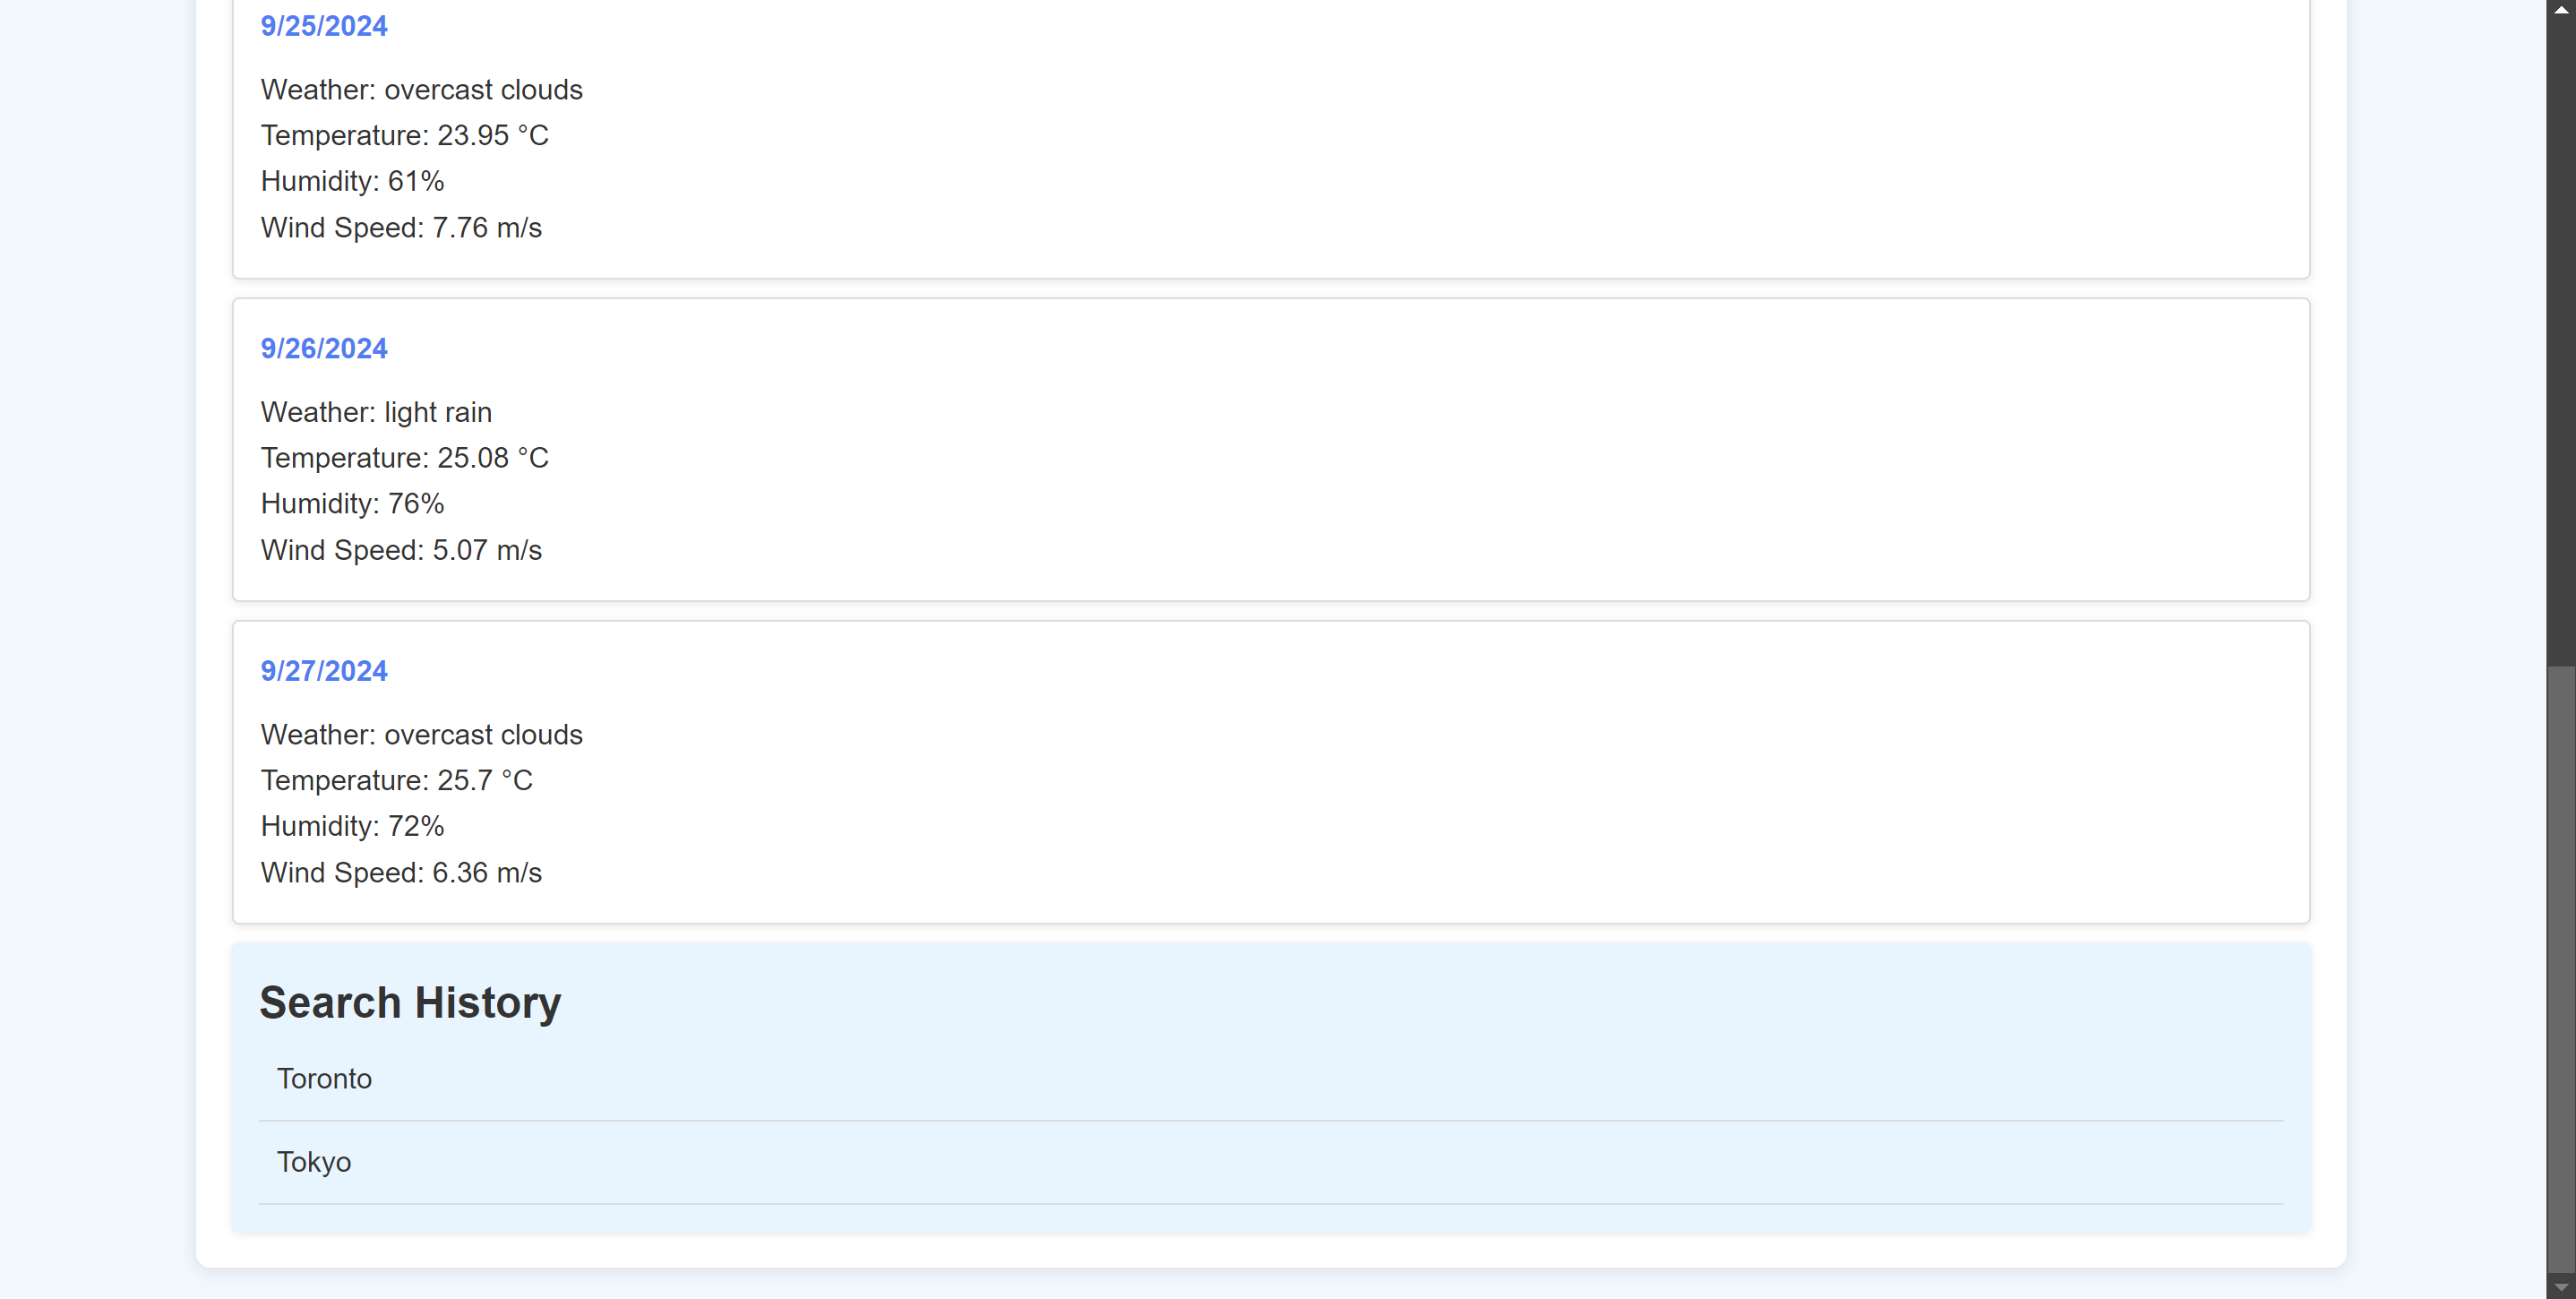 9/25/2024
Weather: overcast clouds
Temperature: 23.95 °C
Humidity: 61%
Wind Speed: 7.76 m/s
9/26/2024
Weather: light rain
Temperature: 25.08 °C
Humidity: 76%
Wind Speed: 5.07 m/s
9/27/2024
Weather: overcast clouds
Temperature: 25.7 °C
Humidity: 72%
Wind Speed: 6.36 m/s
Search History
Toronto
Tokyo